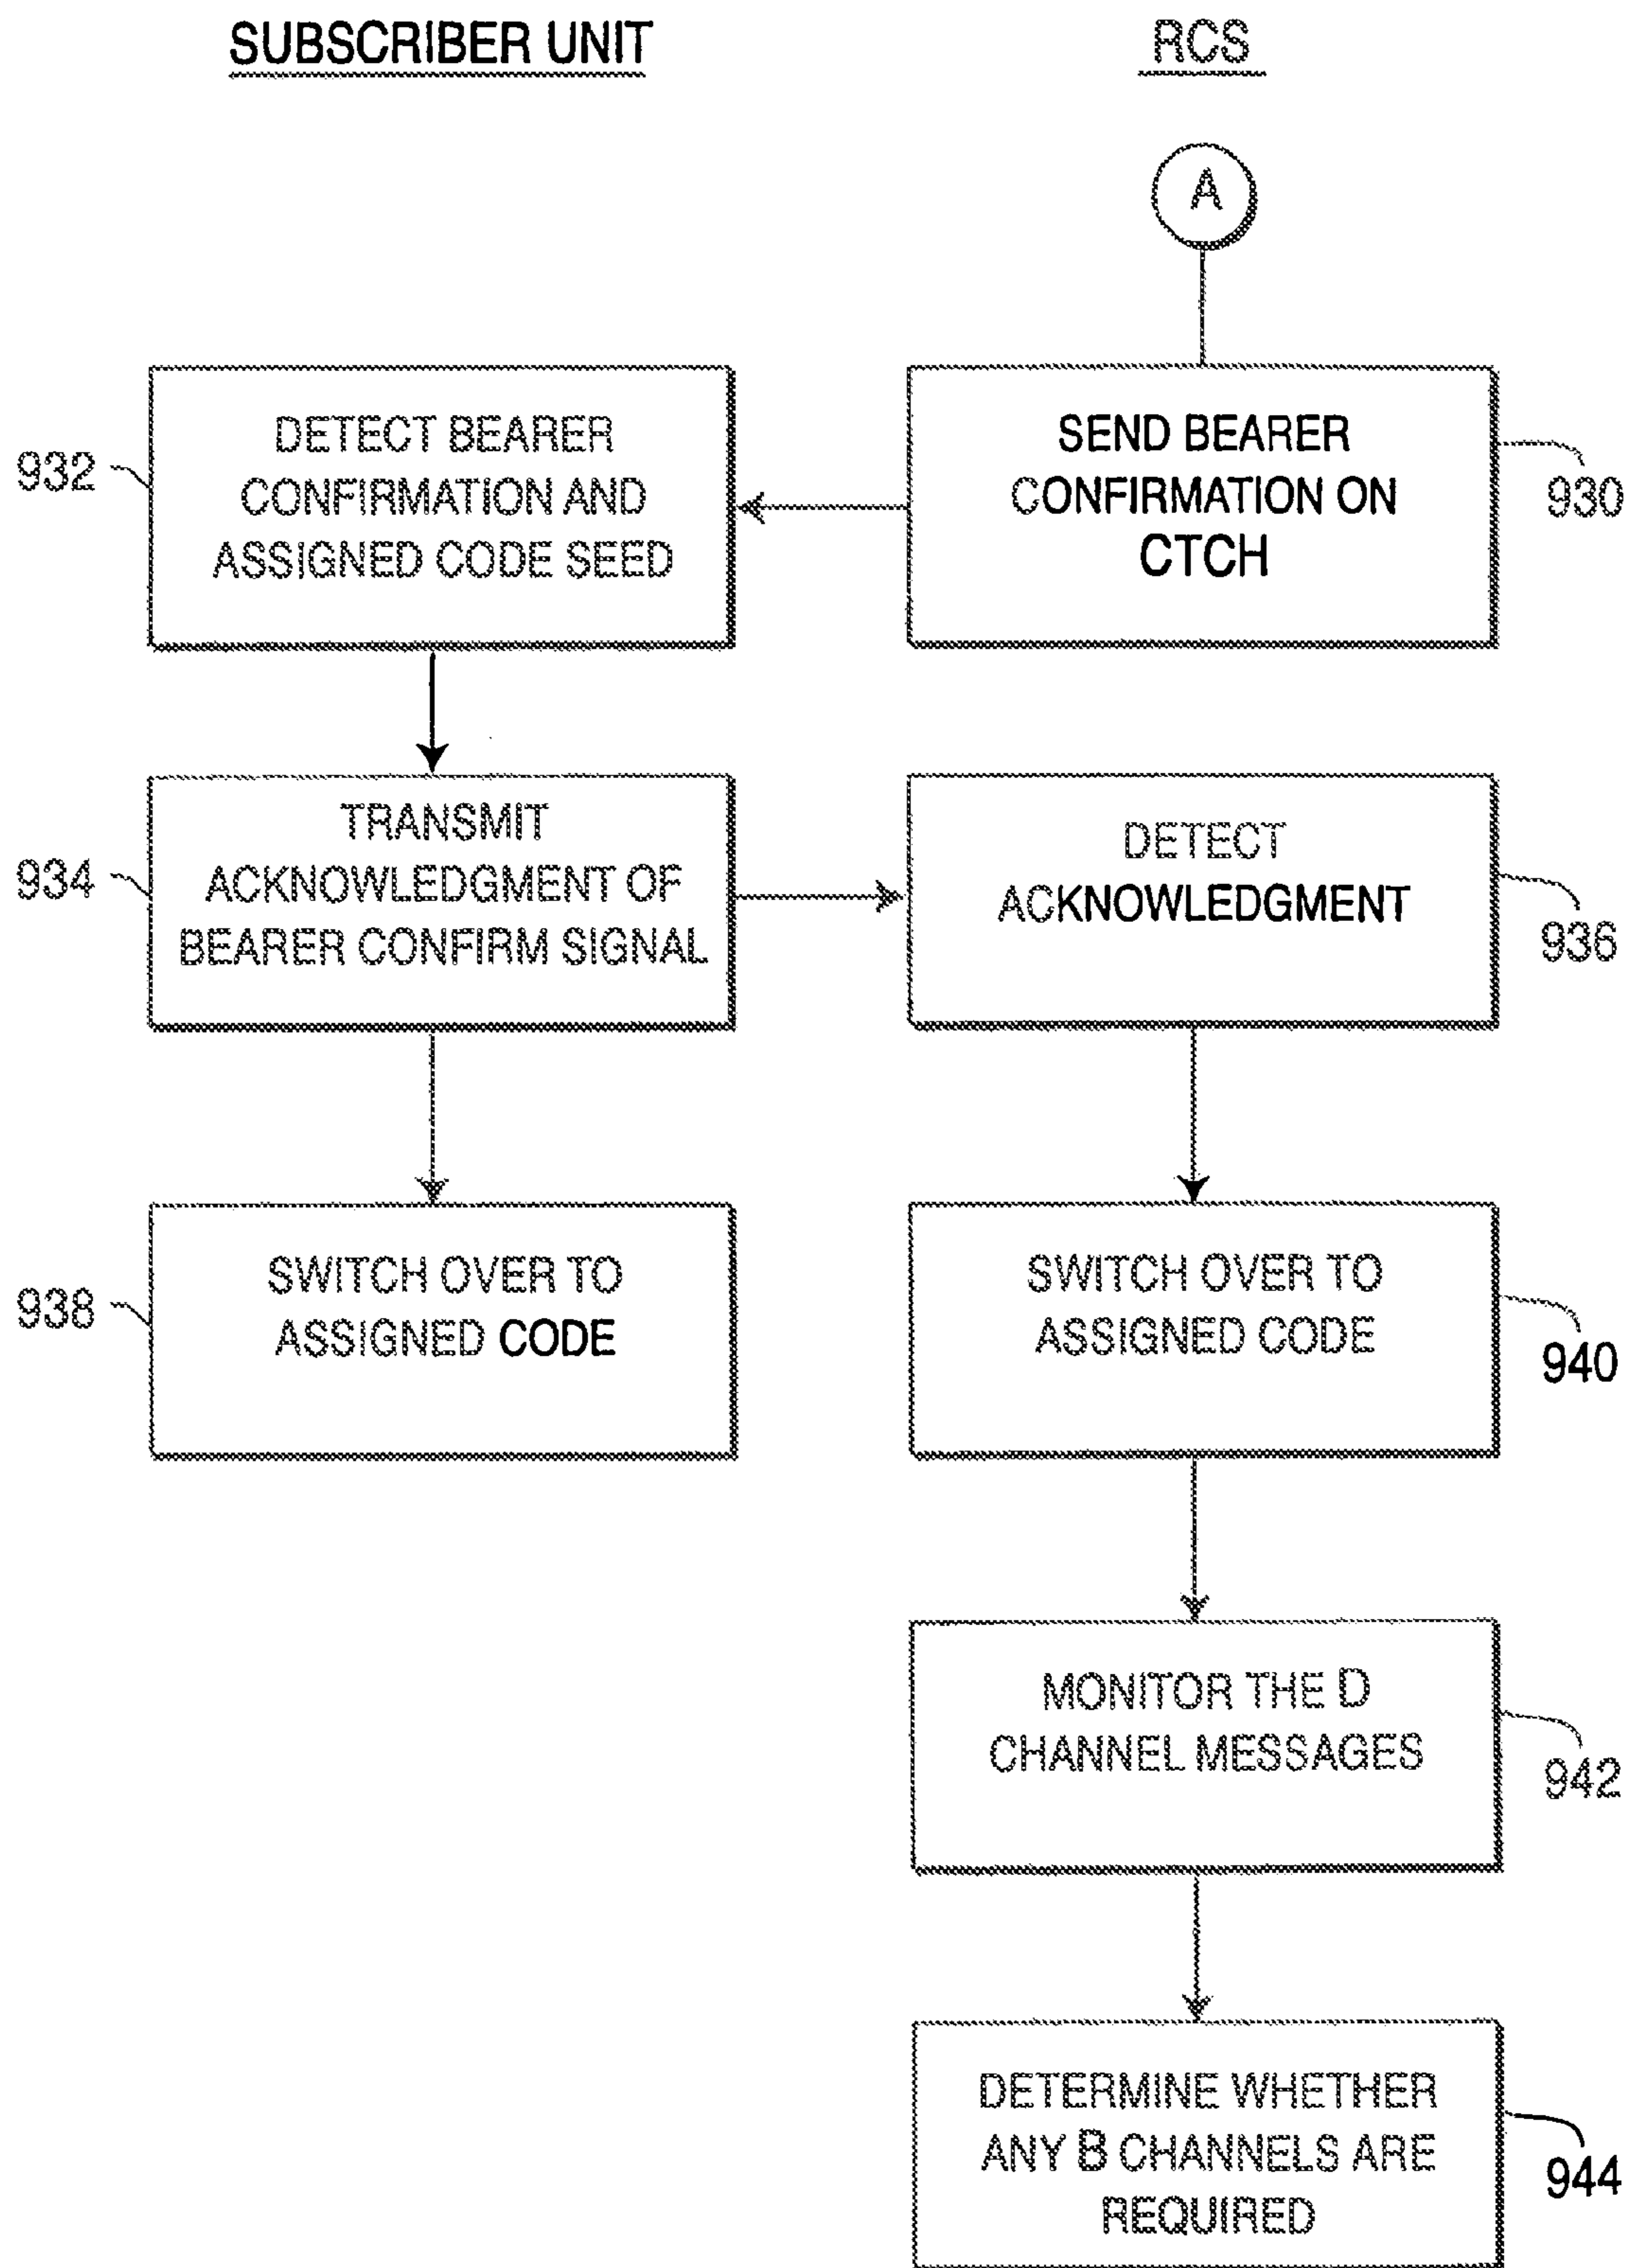 SUBSCRIBER UNIT
RCS
A
932
DETECT BEARER
CONFIRMATION AND
ASSIGNED CODE SEED
SEND BEARER
CONFIRMATION ON
CTCH
930
934
TRANSMIT
ACKNOWLEDGMENT OF
BEARER CONFIRM SIGNAL
DETECT
ACKNOWLEDGMENT
936
938
SWITCH OVER TO
ASSIGNED CODE
SWITCH OVER TO
ASSIGNED CODE
940
MONITOR THE D
CHANNEL MESSAGES
942
DETERMINE WHETHER
ANY B CHANNELS ARE
REQUIRED
944